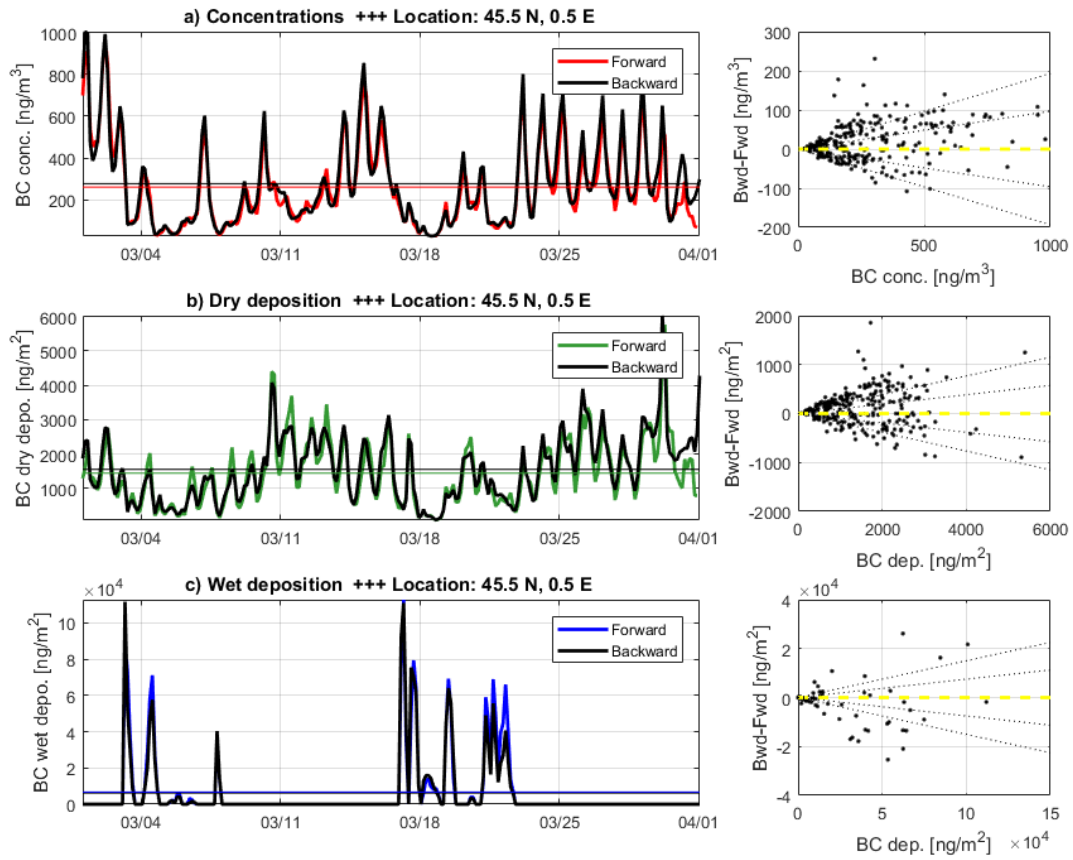 a) Concentrations +++ Location: 45.5 N, 0.5 E
BC conc. [ng/m3]
1000
800
600
400
200
Forward
Backward
03/04 03/11 03/18 03/25 04/01
Bwd-Fwd [ng/m3]
300
200
100
0
-100
-200
0 500 1000
BC conc. [ng/m3]
b) Dry deposition +++ Location: 45.5 N, 0.5 E
BC dry depo. [ng/m2]
6000
5000
4000
3000
2000
1000
Forward
Backward
03/04 03/11 03/18 03/25 04/01
Bwd-Fwd [ng/m2]
2000
1000
0
-1000
-2000
0 2000 4000 6000
BC dep. [ng/m2]
c) Wet deposition +++ Location: 45.5 N, 0.5 E
× 104
BC wet depo. [ng/m2]
10
8
6
4
2
0
Forward
Backward
03/04 03/11 03/18 03/25 04/01
× 104
Bwd-Fwd [ng/m2]
4
2
0
-2
-4
0 5 10 15
BC dep. [ng/m2] × 104